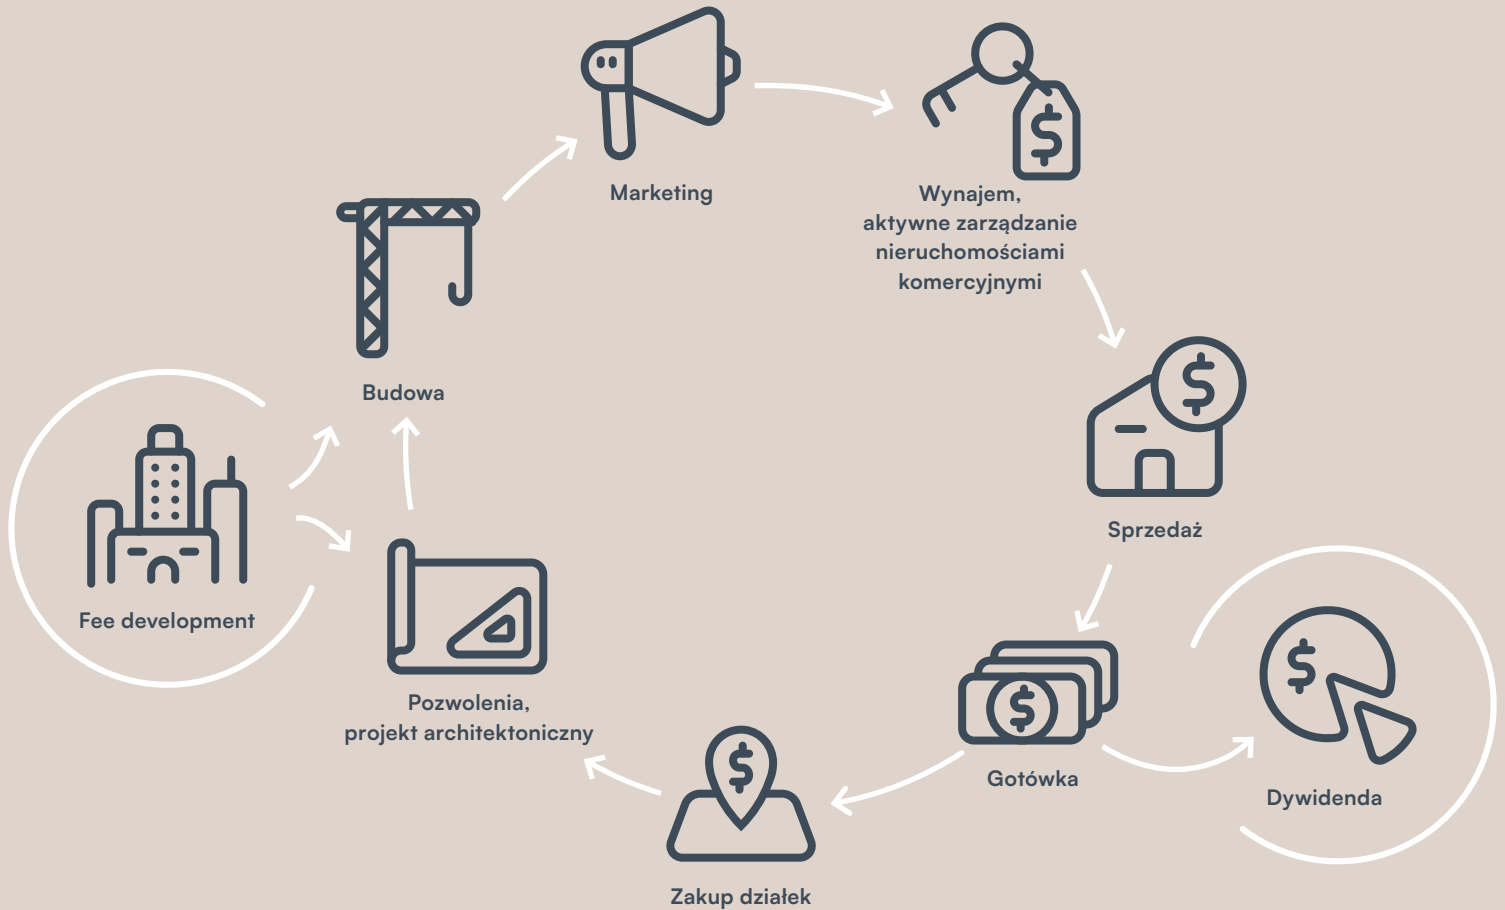 Marketing
Wynajem,
aktywne zarządzanie
nieruchomościami
komercyjnymi
Budowa
Sprzedaż
Fee development
Pozwolenia,
projekt architektoniczny
Gotówka
Dywidenda
Zakup działek